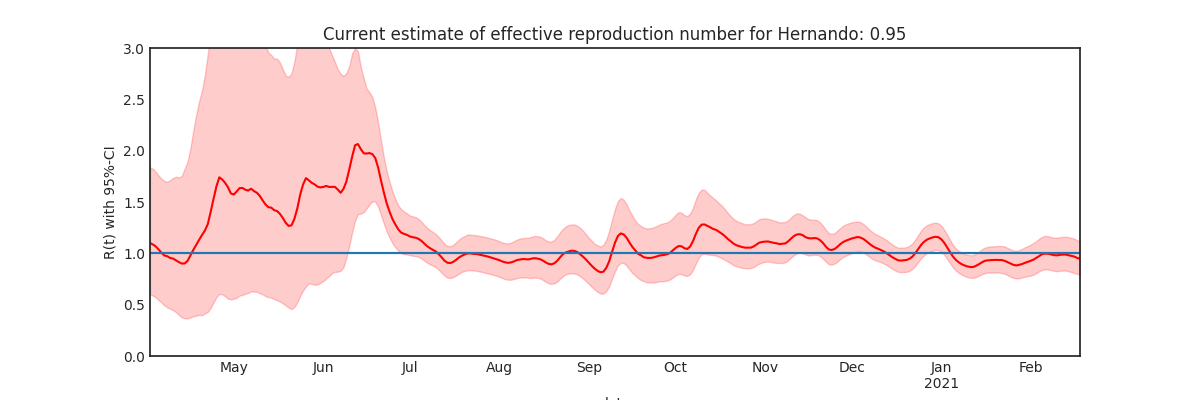 Current estimate of effective reproduction number for Hernando: 0.95
R(t) with 95%-CI
3.0
2.5
2.0
1.5
1.0
0.5
0.0
May Jun Jul Aug Sep Oct Nov Dec Jan Feb
2021